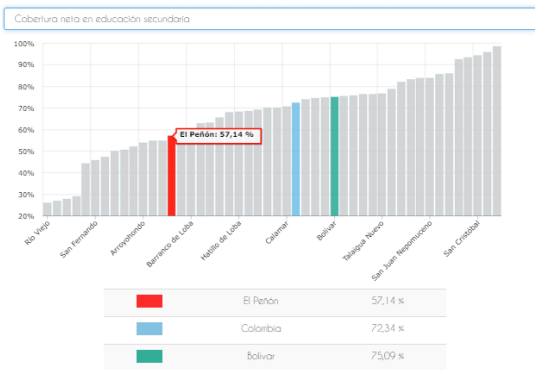 Cobertura neta en educación secundaria
100%
90%
80%
70%
60%
50%
40%
30%
20%
El Peñón: 57,14 %
Río Viejo
San Fernando
Arroyohondo
Barranco de Loba
Hatillo de Loba
Calamar
Bolívar
Talaigua Nuevo
San Juan Nepomuceno
San Cristóbal
El Peñón 57,14 %
Colombia 72,34 %
Bolívar 75,09 %